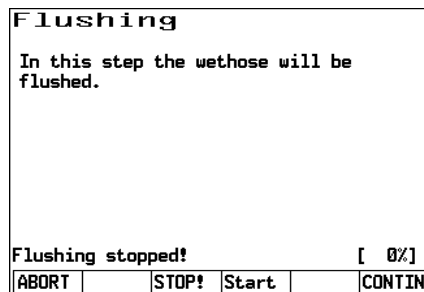 Flushing
In this step the wethose will be
flushed.
Flushing stopped! [ 0%]
ABORT STOP! Start CONTIN